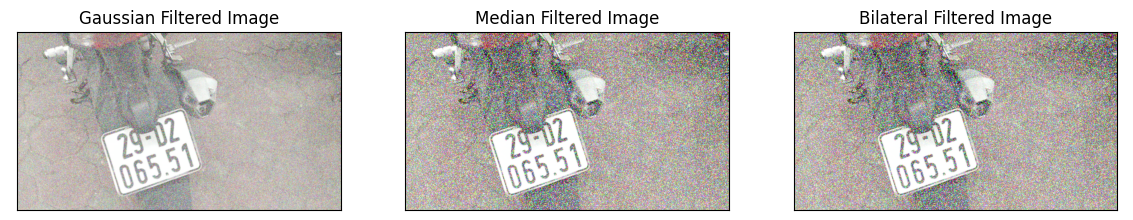 Gaussian Filtered Image
29-D2
065.51
Median Filtered Image
29-D2
065.51
Bilateral Filtered Image
29-D2
065.51